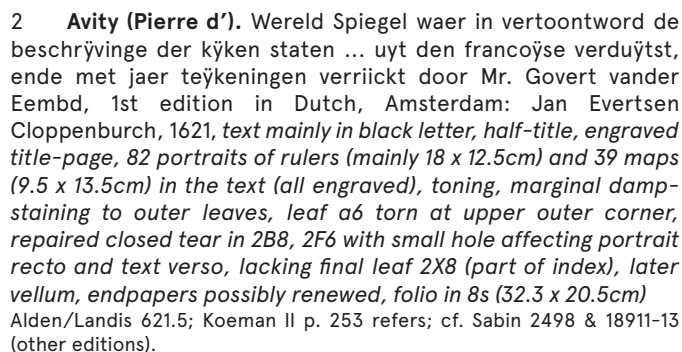 2 Avity (Pierre d’). Wereld Spiegel waer in vertoontword de
beschrÿvinge der kÿken staten ... uyt den francoÿse verduÿtst,
ende met jaer teÿkeningen verriickt door Mr. Govert vander
Eembd, 1st edition in Dutch, Amsterdam: Jan Evertsen
Cloppenburch, 1621, text mainly in black letter, half-title, engraved
title-page, 82 portraits of rulers (mainly 18 x 12.5cm) and 39 maps
(9.5 x 13.5cm) in the text (all engraved), toning, marginal damp-
staining to outer leaves, leaf a6 torn at upper outer corner,
repaired closed tear in 2B8, 2F6 with small hole affecting portrait
recto and text verso, lacking final leaf 2X8 (part of index), later
vellum, endpapers possibly renewed, folio in 8s (32.3 x 20.5cm)
Alden/Landis 621.5; Koeman II p. 253 refers; cf. Sabin 2498 & 18911-13
(other editions).